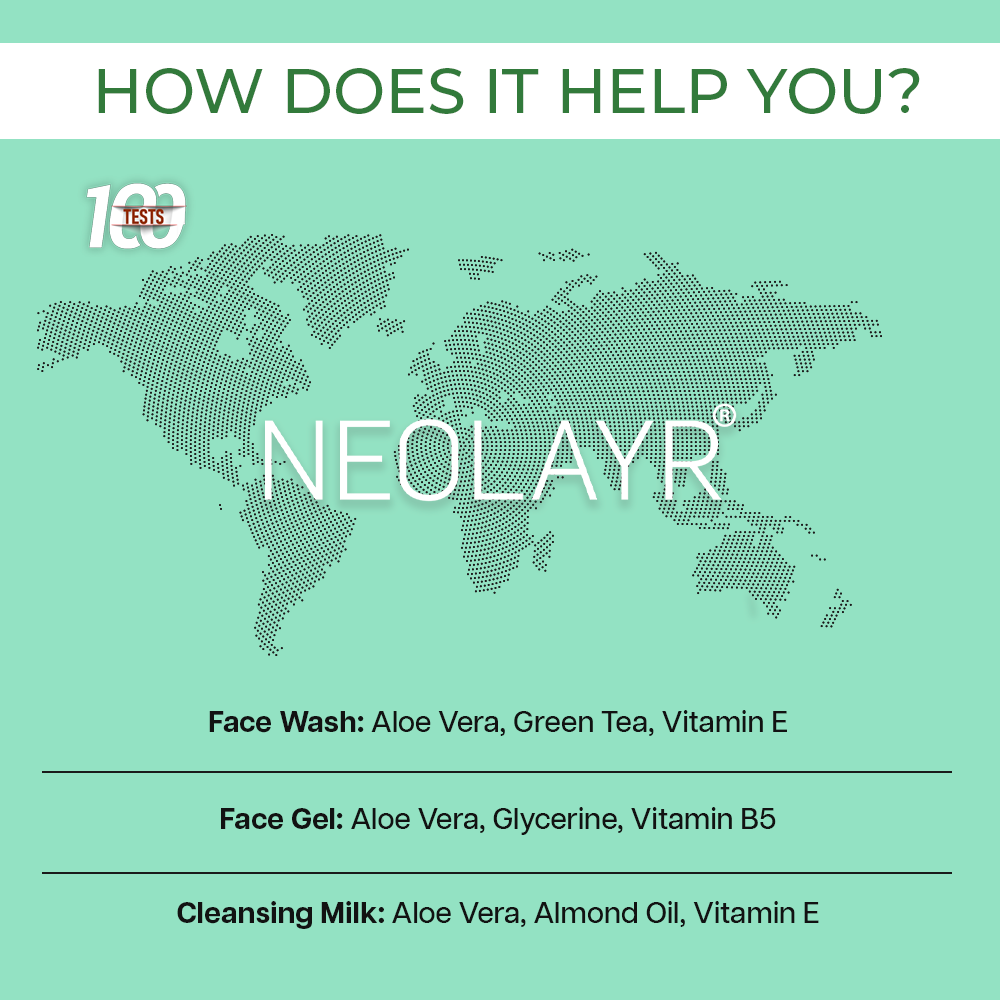 HOW DOES IT HELP YOU?
100
TESTS
NEOLAYR®
Face Wash: Aloe Vera, Green Tea, Vitamin E
Face Gel: Aloe Vera, Glycerine, Vitamin B5
Cleansing Milk: Aloe Vera, Almond Oil, Vitamin E